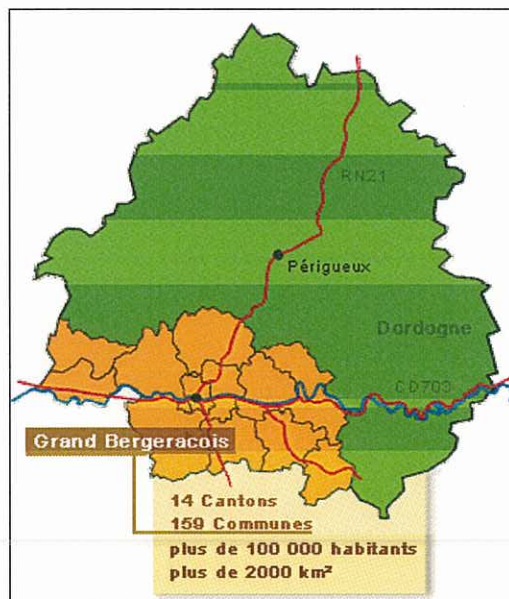 RN21
Périgueux
Dordogne
CD703
Grand Bergeracois
14 Cantons
159 Communes
plus de 100 000 habitants
plus de 2000 km²